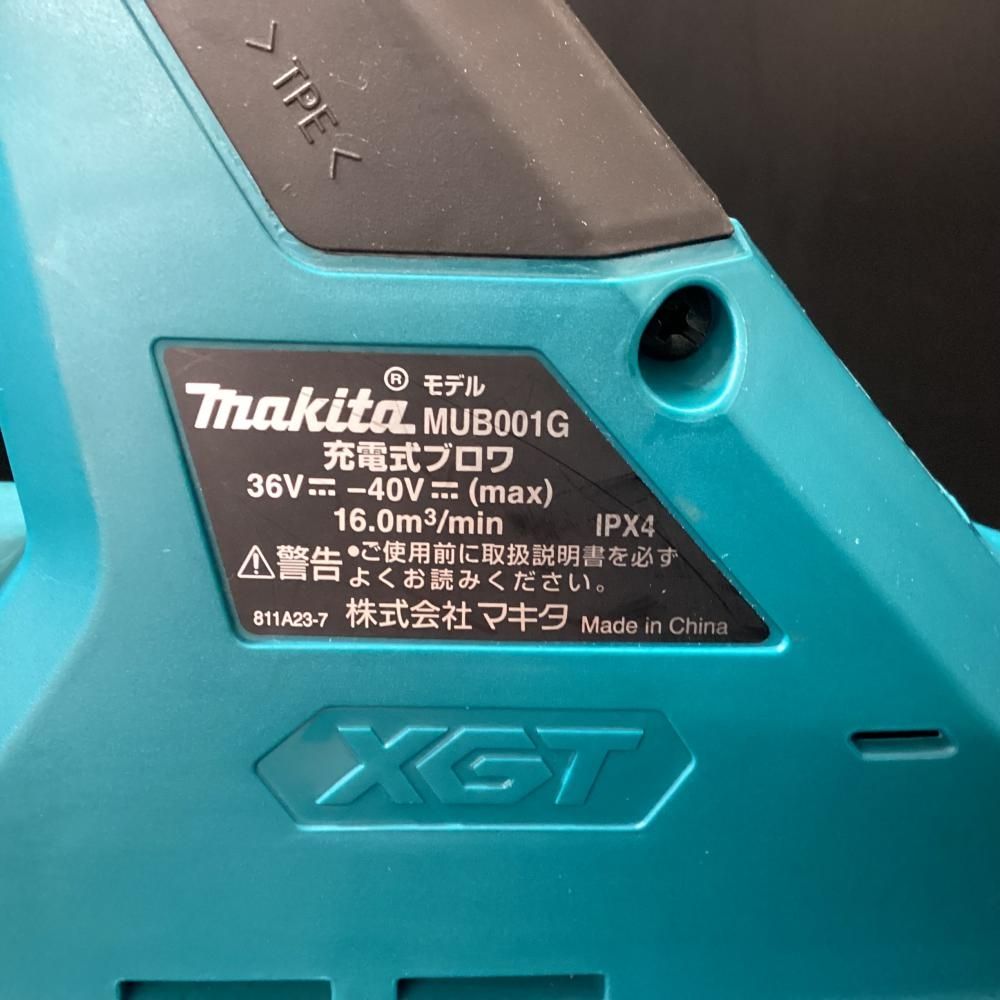 >TPE<
makita® モデル
MUB001G
充電式ブロワ
36V⎓ –40V⎓ (max)
16.0m³/min IPX4
⚠警告 •ご使用前に取扱説明書を必ず
よくお読みください。
811A23-7 株式会社マキタ Made in China
XGT